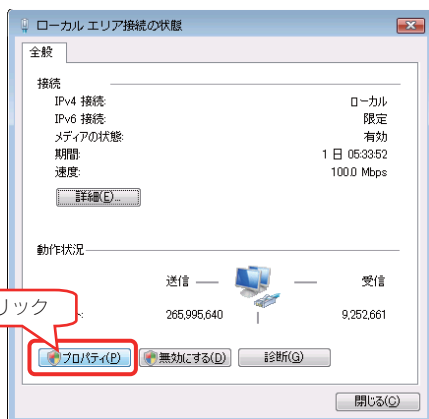 ローカル エリア接続の状態
全般
接続
IPv4 接続: ローカル
IPv6 接続: 限定
メディアの状態: 有効
期間: 1 日 05:33:52
速度: 100.0 Mbps
詳細(E)...
動作状況
送信 — — 受信
リック
ト: 265,995,640 | 9,252,661
プロパティ(P) 無効にする(D) 診断(G)
閉じる(C)